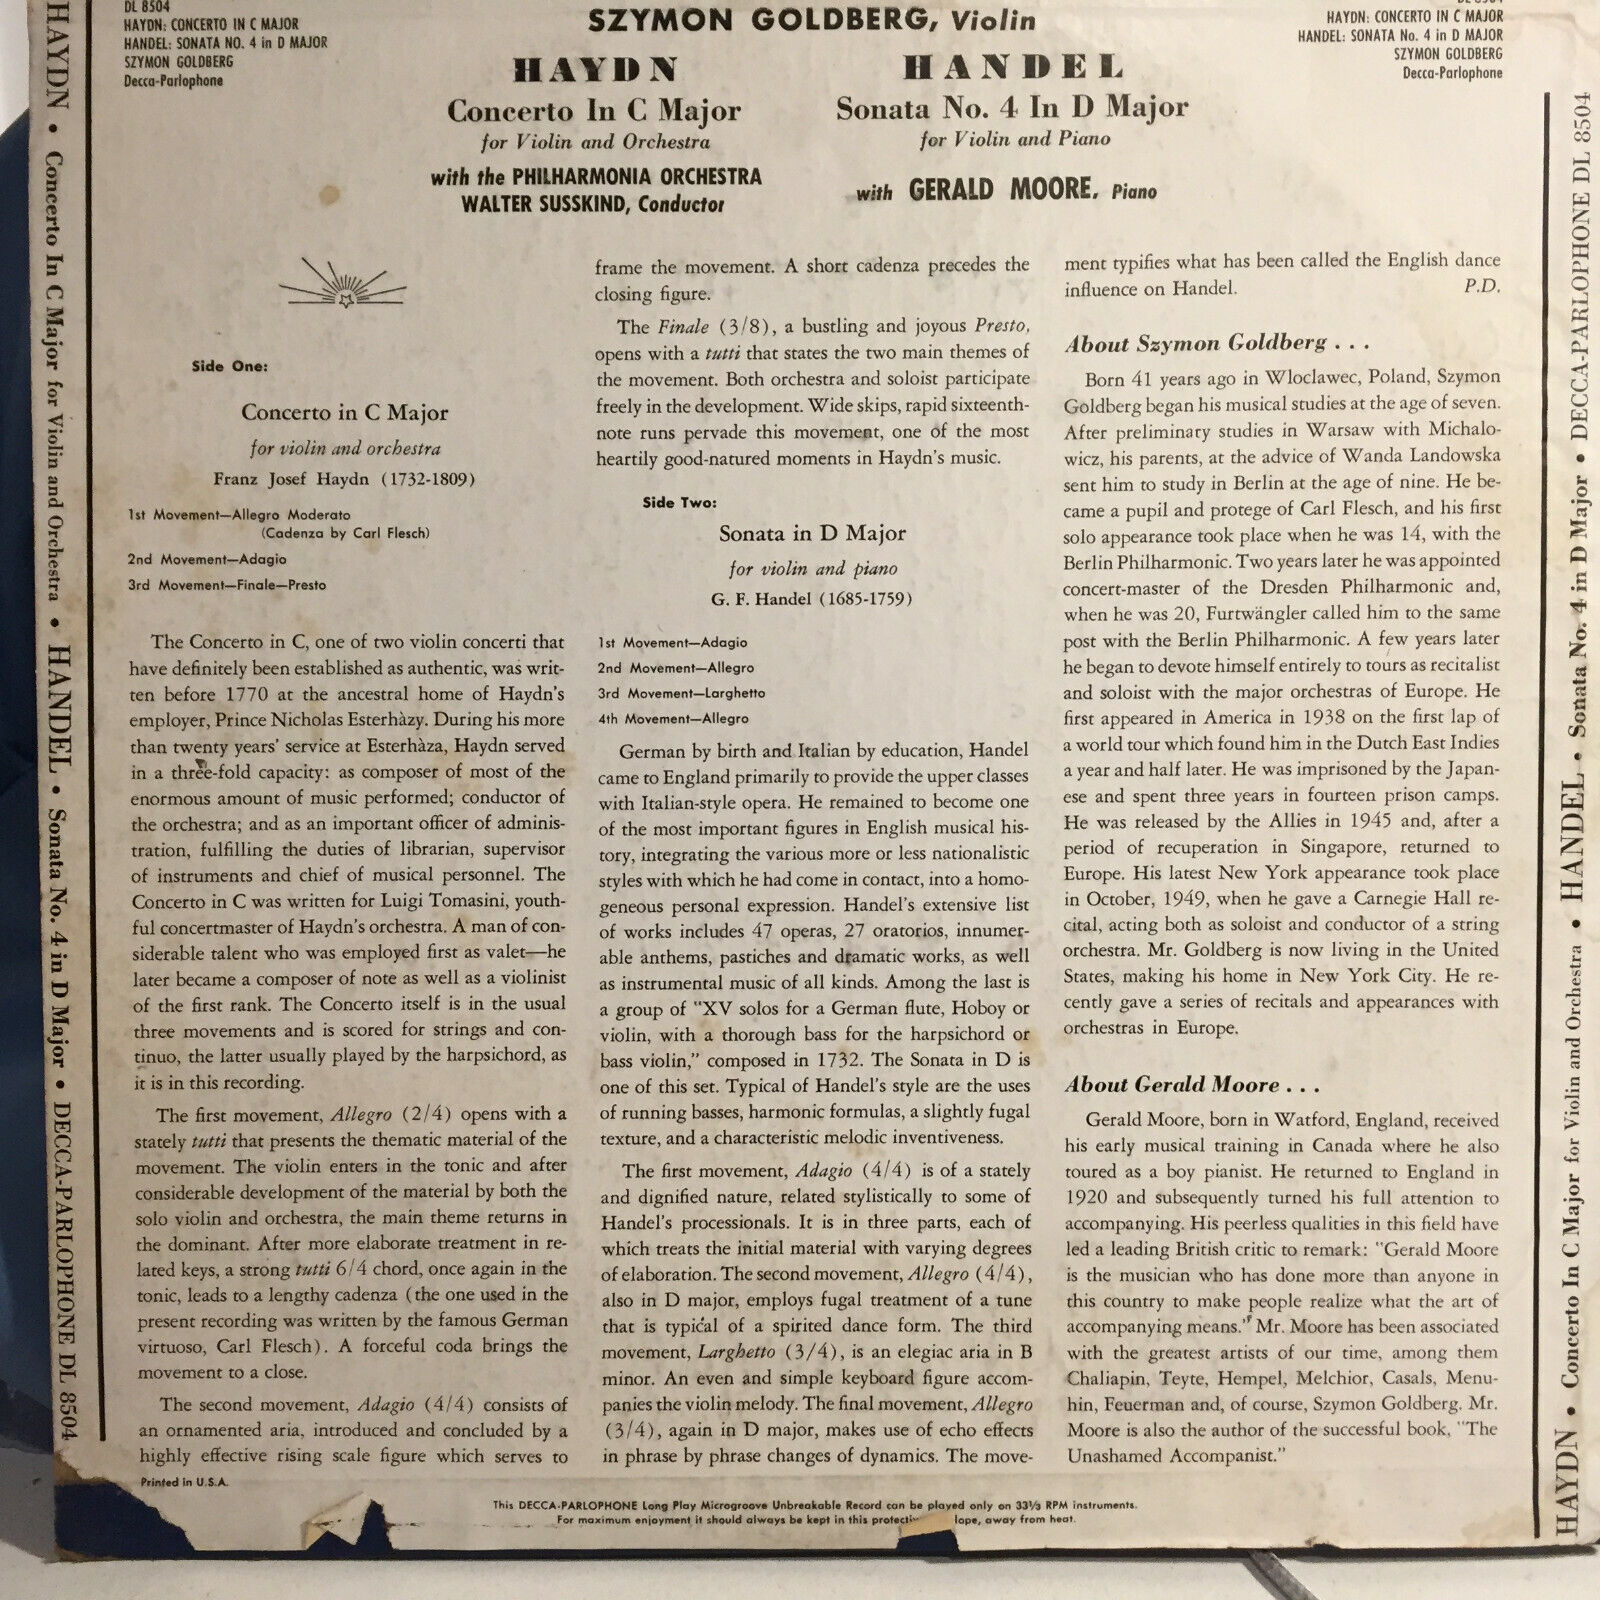 DL 8504
HAYDN: CONCERTO IN C MAJOR
HANDEL: SONATA NO. 4 in D MAJOR
SZYMON GOLDBERG
Decca-Parlophone
SZYMON GOLDBERG, Violin
HAYDN
Concerto In C Major
for Violin and Orchestra
with the PHILHARMONIA ORCHESTRA
WALTER SUSSKIND, Conductor
HANDEL
Sonata No. 4 In D Major
for Violin and Piano
with GERALD MOORE, Piano
DL 8504
HAYDN: CONCERTO IN C MAJOR
HANDEL: SONATA No. 4 in D MAJOR
SZYMON GOLDBERG
Decca-Parlophone
HAYDN • Concerto In C Major for Violin and Orchestra • HANDEL • Sonata No. 4 in D Major • DECCA-PARLOPHONE DL 8504
Side One:
Concerto in C Major
for violin and orchestra
Franz Josef Haydn (1732-1809)
1st Movement—Allegro Moderato
(Cadenza by Carl Flesch)
2nd Movement—Adagio
3rd Movement—Finale—Presto
The Concerto in C, one of two violin concerti that
have definitely been established as authentic, was writ-
ten before 1770 at the ancestral home of Haydn's
employer, Prince Nicholas Esterhàzy. During his more
than twenty years' service at Esterhàza, Haydn served
in a three-fold capacity: as composer of most of the
enormous amount of music performed; conductor of
the orchestra; and as an important officer of adminis-
tration, fulfilling the duties of librarian, supervisor
of instruments and chief of musical personnel. The
Concerto in C was written for Luigi Tomasini, youth-
ful concertmaster of Haydn's orchestra. A man of con-
siderable talent who was employed first as valet—he
later became a composer of note as well as a violinist
of the first rank. The Concerto itself is in the usual
three movements and is scored for strings and con-
tinuo, the latter usually played by the harpsichord, as
it is in this recording.
The first movement, Allegro (2/4) opens with a
stately tutti that presents the thematic material of the
movement. The violin enters in the tonic and after
considerable development of the material by both the
solo violin and orchestra, the main theme returns in
the dominant. After more elaborate treatment in re-
lated keys, a strong tutti 6/4 chord, once again in the
tonic, leads to a lengthy cadenza (the one used in the
present recording was written by the famous German
virtuoso, Carl Flesch). A forceful coda brings the
movement to a close.
The second movement, Adagio (4/4) consists of
an ornamented aria, introduced and concluded by a
highly effective rising scale figure which serves to
Printed in U.S.A.
frame the movement. A short cadenza precedes the
closing figure.
The Finale (3/8), a bustling and joyous Presto,
opens with a tutti that states the two main themes of
the movement. Both orchestra and soloist participate
freely in the development. Wide skips, rapid sixteenth-
note runs pervade this movement, one of the most
heartily good-natured moments in Haydn's music.
Side Two:
Sonata in D Major
for violin and piano
G. F. Handel (1685-1759)
1st Movement—Adagio
2nd Movement—Allegro
3rd Movement—Larghetto
4th Movement—Allegro
German by birth and Italian by education, Handel
came to England primarily to provide the upper classes
with Italian-style opera. He remained to become one
of the most important figures in English musical his-
tory, integrating the various more or less nationalistic
styles with which he had come in contact, into a homo-
geneous personal expression. Handel's extensive list
of works includes 47 operas, 27 oratorios, innumer-
able anthems, pastiches and dramatic works, as well
as instrumental music of all kinds. Among the last is
a group of "XV solos for a German flute, Hoboy or
violin, with a thorough bass for the harpsichord or
bass violin," composed in 1732. The Sonata in D is
one of this set. Typical of Handel's style are the uses
of running basses, harmonic formulas, a slightly fugal
texture, and a characteristic melodic inventiveness.
The first movement, Adagio (4/4) is of a stately
and dignified nature, related stylistically to some of
Handel's processionals. It is in three parts, each of
which treats the initial material with varying degrees
of elaboration. The second movement, Allegro (4/4),
also in D major, employs fugal treatment of a tune
that is typical of a spirited dance form. The third
movement, Larghetto (3/4), is an elegiac aria in B
minor. An even and simple keyboard figure accom-
panies the violin melody. The final movement, Allegro
(3/4), again in D major, makes use of echo effects
in phrase by phrase changes of dynamics. The move-
ment typifies what has been called the English dance
influence on Handel. P.D.
About Szymon Goldberg . . .
Born 41 years ago in Wloclawec, Poland, Szymon
Goldberg began his musical studies at the age of seven.
After preliminary studies in Warsaw with Michalo-
wicz, his parents, at the advice of Wanda Landowska
sent him to study in Berlin at the age of nine. He be-
came a pupil and protege of Carl Flesch, and his first
solo appearance took place when he was 14, with the
Berlin Philharmonic. Two years later he was appointed
concert-master of the Dresden Philharmonic and,
when he was 20, Furtwängler called him to the same
post with the Berlin Philharmonic. A few years later
he began to devote himself entirely to tours as recitalist
and soloist with the major orchestras of Europe. He
first appeared in America in 1938 on the first lap of
a world tour which found him in the Dutch East Indies
a year and half later. He was imprisoned by the Japan-
ese and spent three years in fourteen prison camps.
He was released by the Allies in 1945 and, after a
period of recuperation in Singapore, returned to
Europe. His latest New York appearance took place
in October, 1949, when he gave a Carnegie Hall re-
cital, acting both as soloist and conductor of a string
orchestra. Mr. Goldberg is now living in the United
States, making his home in New York City. He re-
cently gave a series of recitals and appearances with
orchestras in Europe.
About Gerald Moore . . .
Gerald Moore, born in Watford, England, received
his early musical training in Canada where he also
toured as a boy pianist. He returned to England in
1920 and subsequently turned his full attention to
accompanying. His peerless qualities in this field have
led a leading British critic to remark: "Gerald Moore
is the musician who has done more than anyone in
this country to make people realize what the art of
accompanying means." Mr. Moore has been associated
with the greatest artists of our time, among them
Chaliapin, Teyte, Hempel, Melchior, Casals, Menu-
hin, Feuerman and, of course, Szymon Goldberg. Mr.
Moore is also the author of the successful book, "The
Unashamed Accompanist."
This DECCA-PARLOPHONE Long Play Microgroove Unbreakable Record can be played only on 33⅓ RPM instruments.
For maximum enjoyment it should always be kept in this protecti lope, away from heat.
HAYDN • Concerto In C Major for Violin and Orchestra • HANDEL • Sonata No. 4 in D Major • DECCA-PARLOPHONE DL 8504